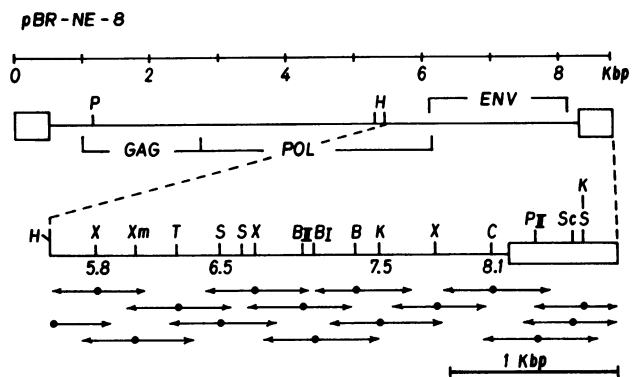 pBR-NE-8
0 2 4 6 8 Kbp
P H ENV
GAG POL
K
H X Xm T S S X BII BI B K X C PII Sc S
5.8 6.5 7.5 8.1
1 Kbp